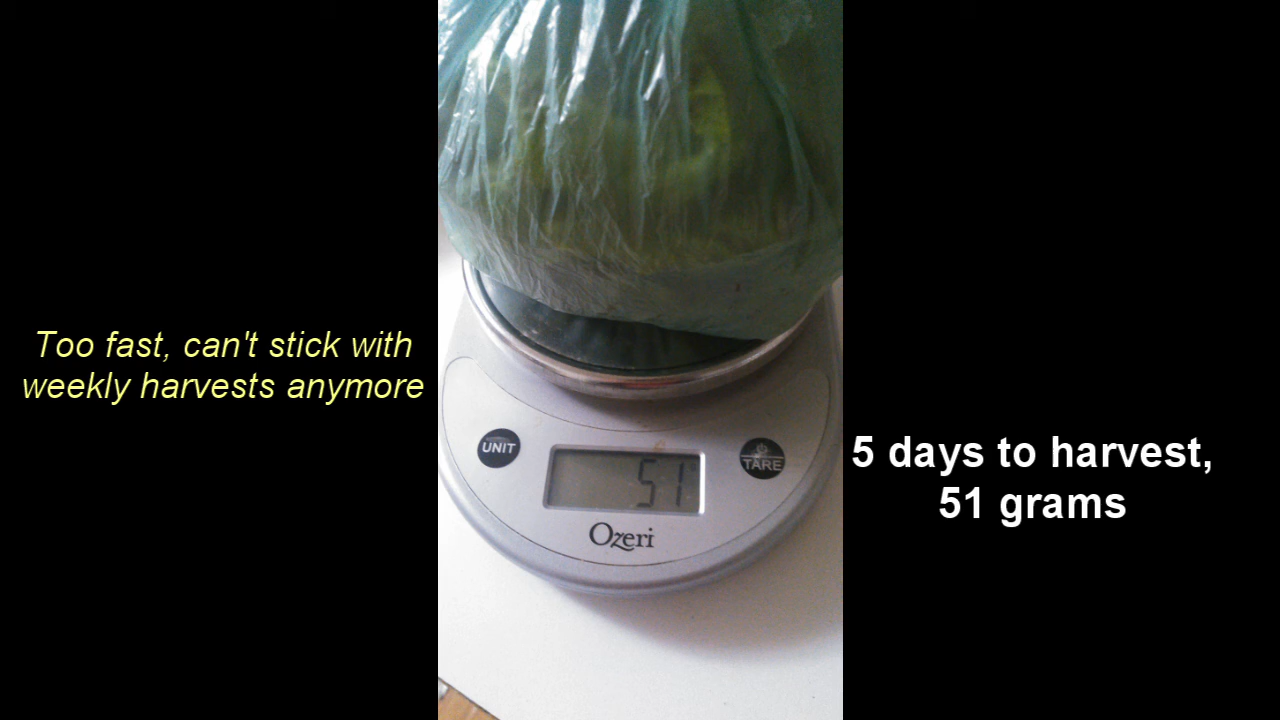 Too fast, can't stick with
weekly harvests anymore
UNIT
51
TARE
Ozeri
5 days to harvest,
51 grams